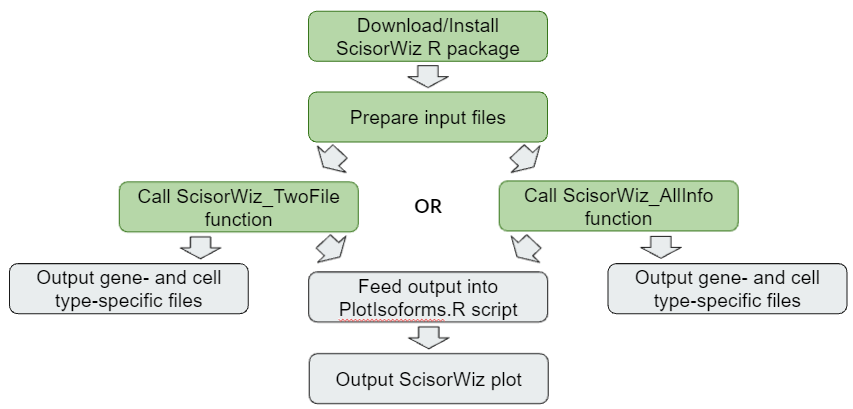 Download/Install
ScisorWiz R package
Prepare input files
Call ScisorWiz_TwoFile
function
OR
Call ScisorWiz_AllInfo
function
Output gene- and cell
type-specific files
Feed output into
PlotIsoforms.R script
Output gene- and cell
type-specific files
Output ScisorWiz plot